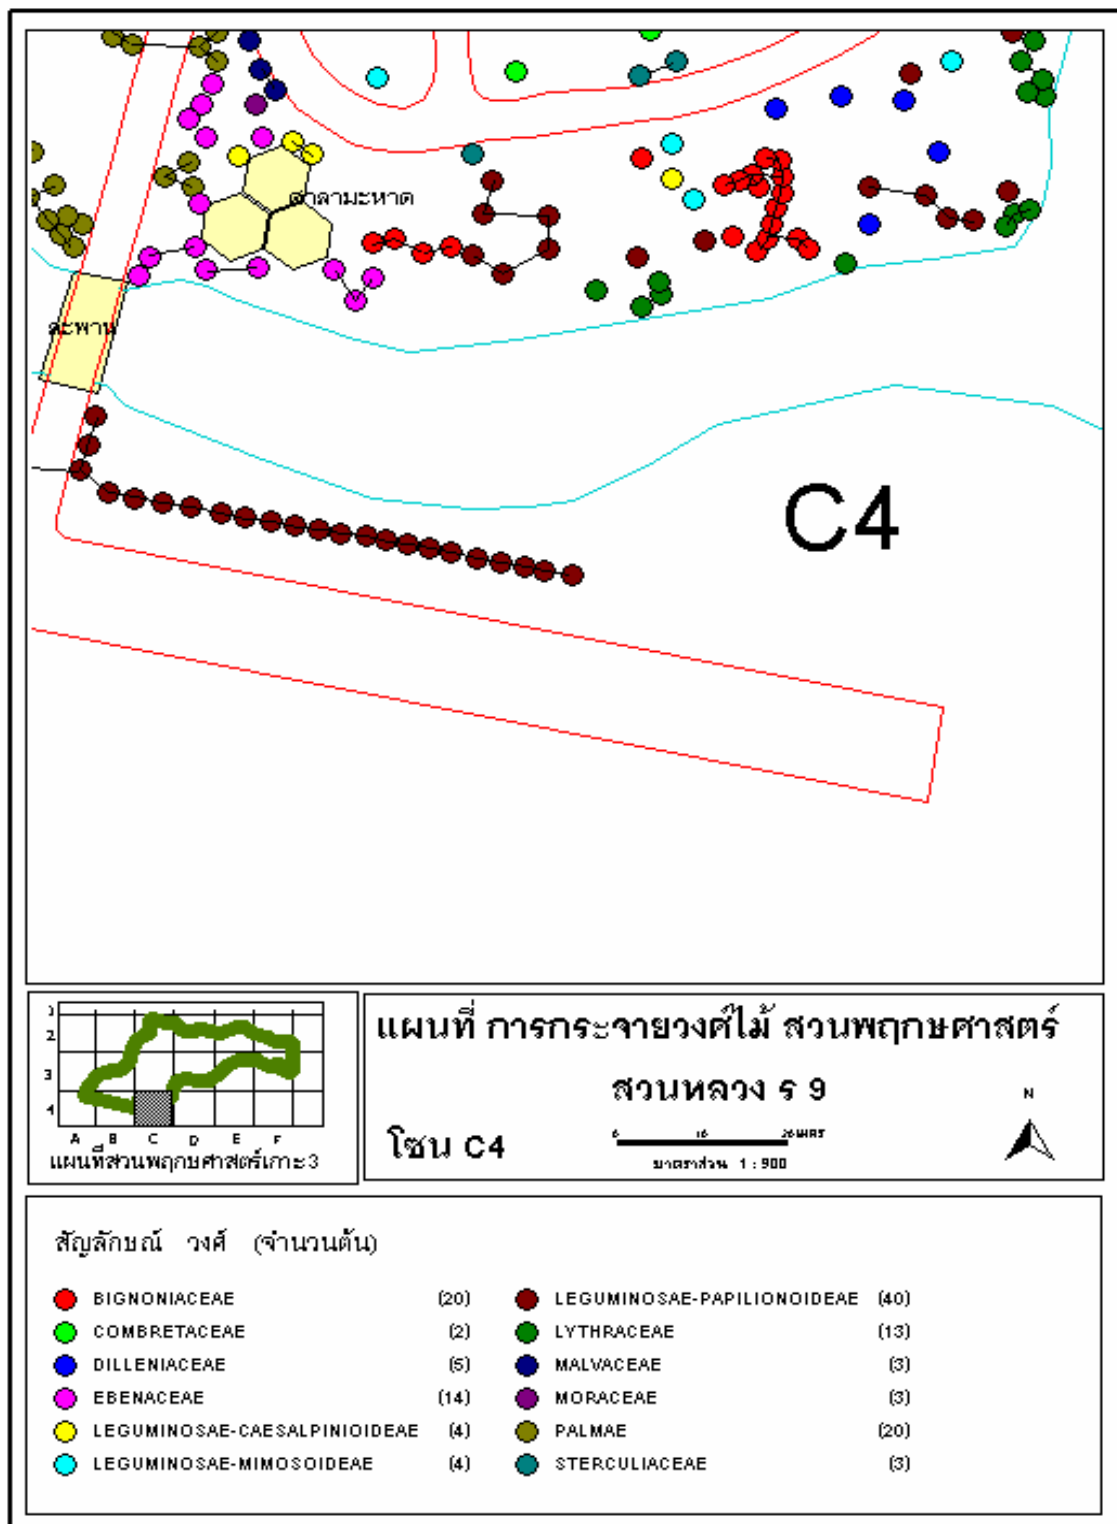 ศาลามะหาด
สะพาน
C4
1
2
3
4
A B C D E F
แผนที่สวนพฤกษศาสตร์เกาะ 3
แผนที่ การกระจายวงศ์ไม้ สวนพฤกษศาสตร์
สวนหลวง ร 9
โซน C4
มาตราส่วน 1 : 900
N
สัญลักษณ์ วงศ์ (จำนวนต้น)
BIGNONIACEAE (20)
COMBRETACEAE (2)
DILLENIACEAE (5)
EBENACEAE (14)
LEGUMINOSAE-CAESALPINIOIDEAE (4)
LEGUMINOSAE-MIMOSOIDEAE (4)
LEGUMINOSAE-PAPILIONOIDEAE (40)
LYTHRACEAE (13)
MALVACEAE (3)
MORACEAE (3)
PALMAE (20)
STERCULIACEAE (3)